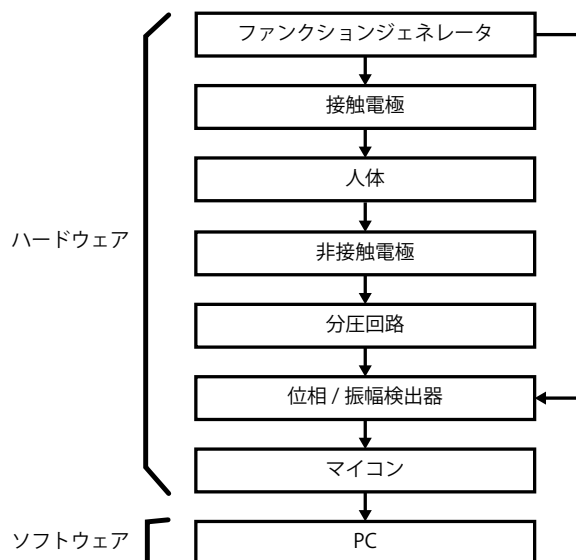 ファンクションジェネレータ
接触電極
人体
ハードウェア
非接触電極
分圧回路
位相 / 振幅検出器
マイコン
ソフトウェア
PC